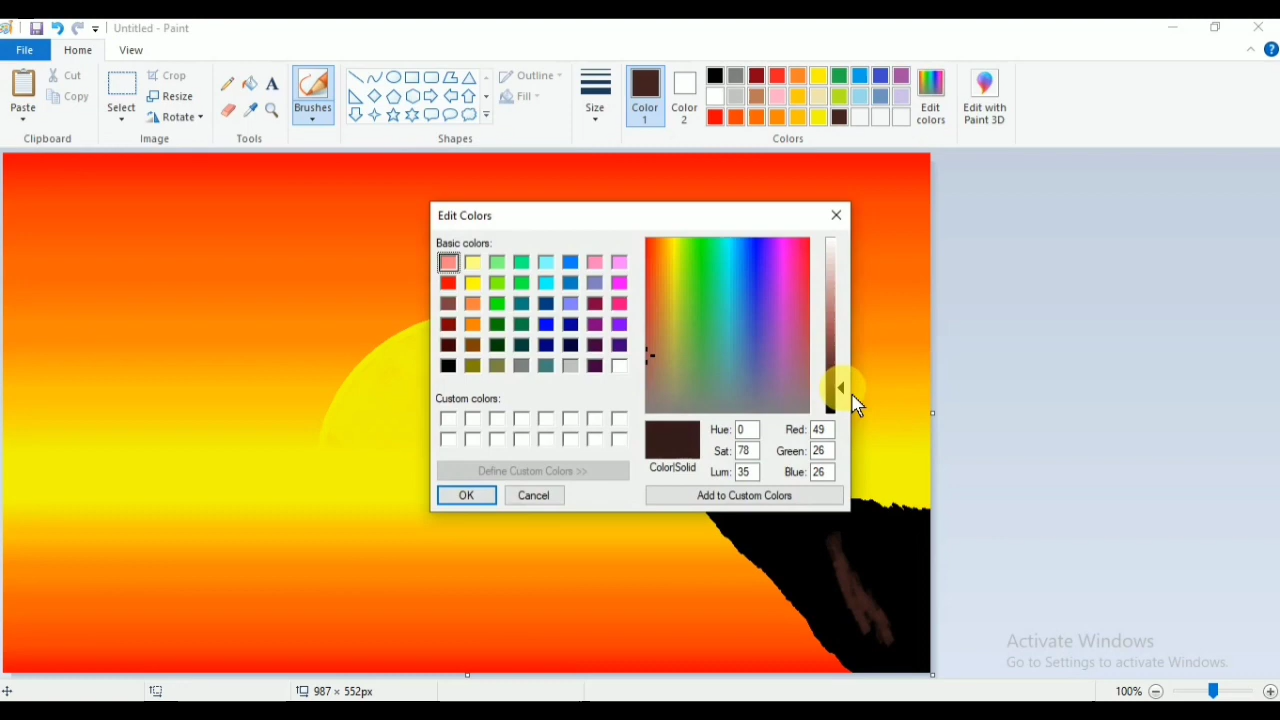 Untitled - Paint
File Home View
Paste Cut Copy Select Crop Resize Rotate A Brushes Outline Fill Size Color 1 Color 2 Edit colors Edit with Paint 3D
Clipboard Image Tools Shapes Colors
Edit Colors
Basic colors:
Custom colors:
Define Custom Colors >>
OK Cancel
Color|Solid
Hue: 0 Red: 49
Sat: 78 Green: 26
Lum: 35 Blue: 26
Add to Custom Colors
Activate Windows
Go to Settings to activate Windows.
987 × 552px 100%